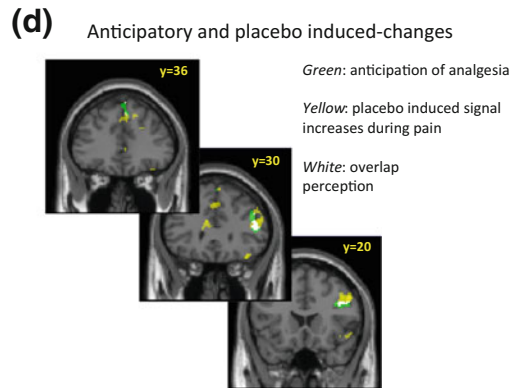 (d) Anticipatory and placebo induced-changes
y=36
Green: anticipation of analgesia
Yellow: placebo induced signal
increases during pain
y=30
White: overlap
perception
y=20